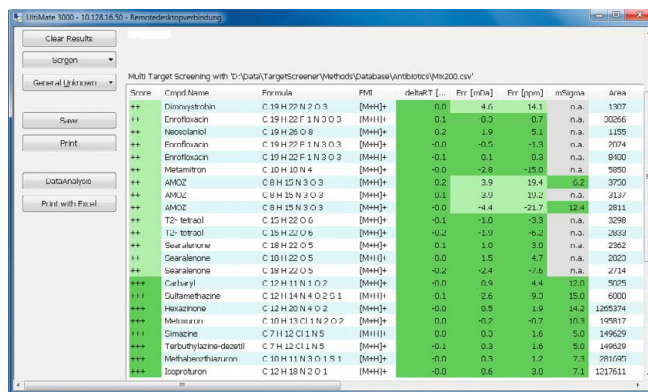 UltiMate 3000 - 10.128.16.50 - Remotedesktopverbindung
Clear Results
Screen
General Unknown
Save
Print
DataAnalysis
Print with Excel
Multi Target Screening with 'D:\Data\TargetScreener\Methods\Database\Antibiotics\Mix200.csv'
Score Cmpd.Name Formula PMI deltaRT [... Err [mDa] Err [ppm] mSigma Area
++ Dimoxystrobin C 19 H 22 N 2 O 3 [M+H]+ 0.0 4.6 14.1 n.a. 1307
++ Enrofloxacin C 19 H 22 F 1 N 3 O 3 [M+H]+ 0.1 -0.3 -0.7 n.a. 30266
++ Neosolaniol C 19 H 26 O 8 [M+H]+ 0.2 1.9 5.1 n.a. 1155
++ Enrofloxacin C 19 H 22 F 1 N 3 O 3 [M+H]+ -0.0 -0.5 -1.3 n.a. 2074
++ Enrofloxacin C 19 H 22 F 1 N 3 O 3 [M+H]+ -0.1 0.1 0.3 n.a. 8400
++ Metamitron C 10 H 10 N 4 [M+H]+ -0.0 -2.8 -15.0 n.a. 5850
++ AMOZ C 8 H 15 N 3 O 3 [M+H]+ 0.2 3.9 19.4 6.2 3750
++ AMOZ C 8 H 15 N 3 O 3 [M+H]+ 0.1 3.9 19.2 n.a. 3137
++ AMOZ C 8 H 15 N 3 O 3 [M+H]+ -0.0 -4.4 -21.7 12.4 2811
++ T2- tetraol C 15 H 22 O 6 [M+H]+ -0.1 -1.0 -3.3 n.a. 3298
++ T2- tetraol C 15 H 22 O 6 [M+H]+ -0.2 -1.9 -6.2 n.a. 2833
++ Searalenone C 18 H 22 O 5 [M+H]+ 0.1 1.0 3.0 n.a. 2362
++ Searalenone C 18 H 22 O 5 [M+H]+ -0.0 1.5 4.7 n.a. 2023
++ Searalenone C 18 H 22 O 5 [M+H]+ -0.2 -2.4 -7.6 n.a. 2714
+++ Carbaryl C 12 H 11 N 1 O 2 [M+H]+ -0.0 0.9 4.4 12.0 5025
+++ Sulfamethazine C 12 H 14 N 4 O 2 S 1 [M+H]+ 0.1 -2.6 9.3 15.0 6000
+++ Hexazinone C 12 H 20 N 4 O 2 [M+H]+ -0.0 0.5 1.9 14.2 1265374
+++ Metoxuron C 10 H 13 Cl 1 N 2 O 2 [M+H]+ 0.0 -0.2 -0.7 10.3 195817
+++ Simazine C 7 H 12 Cl 1 N 5 [M+H]+ 0.0 0.3 1.6 5.0 149629
+++ Terbuthylazine-dezetil C 7 H 12 Cl 1 N 5 [M+H]+ -0.1 0.3 1.6 5.0 149629
+++ Methabenzthiazuron C 10 H 11 N 3 O 1 S 1 [M+H]+ -0.0 0.3 1.2 7.3 281695
+++ Isoproturon C 12 H 18 N 2 O 1 [M+H]+ 0.0 0.6 3.0 7.1 1217611